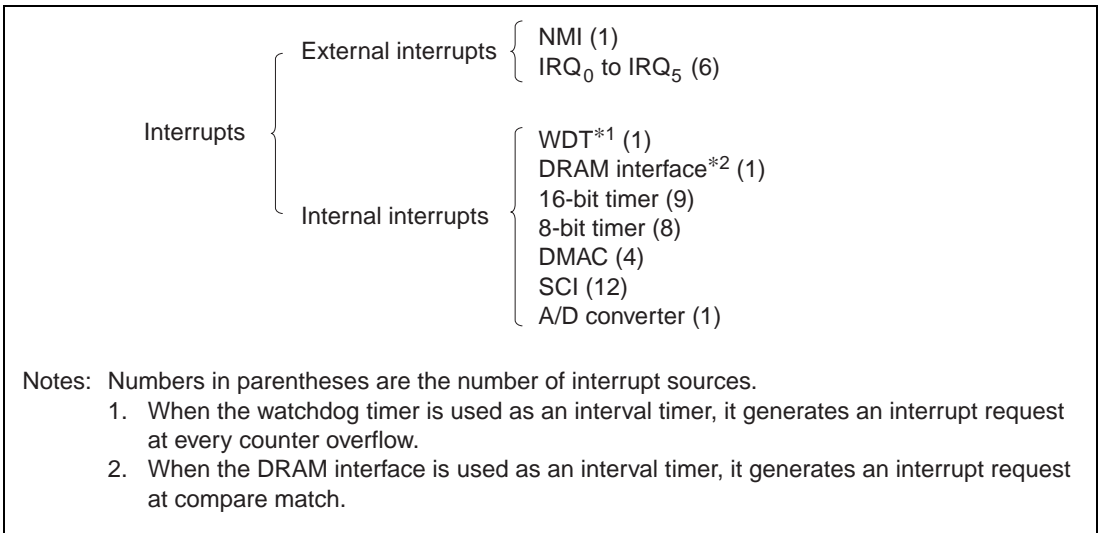 External interrupts
NMI (1)
IRQ0 to IRQ5 (6)
Interrupts
Internal interrupts
WDT*1 (1)
DRAM interface*2 (1)
16-bit timer (9)
8-bit timer (8)
DMAC (4)
SCI (12)
A/D converter (1)
Notes: Numbers in parentheses are the number of interrupt sources.
1. When the watchdog timer is used as an interval timer, it generates an interrupt request
at every counter overflow.
2. When the DRAM interface is used as an interval timer, it generates an interrupt request
at compare match.